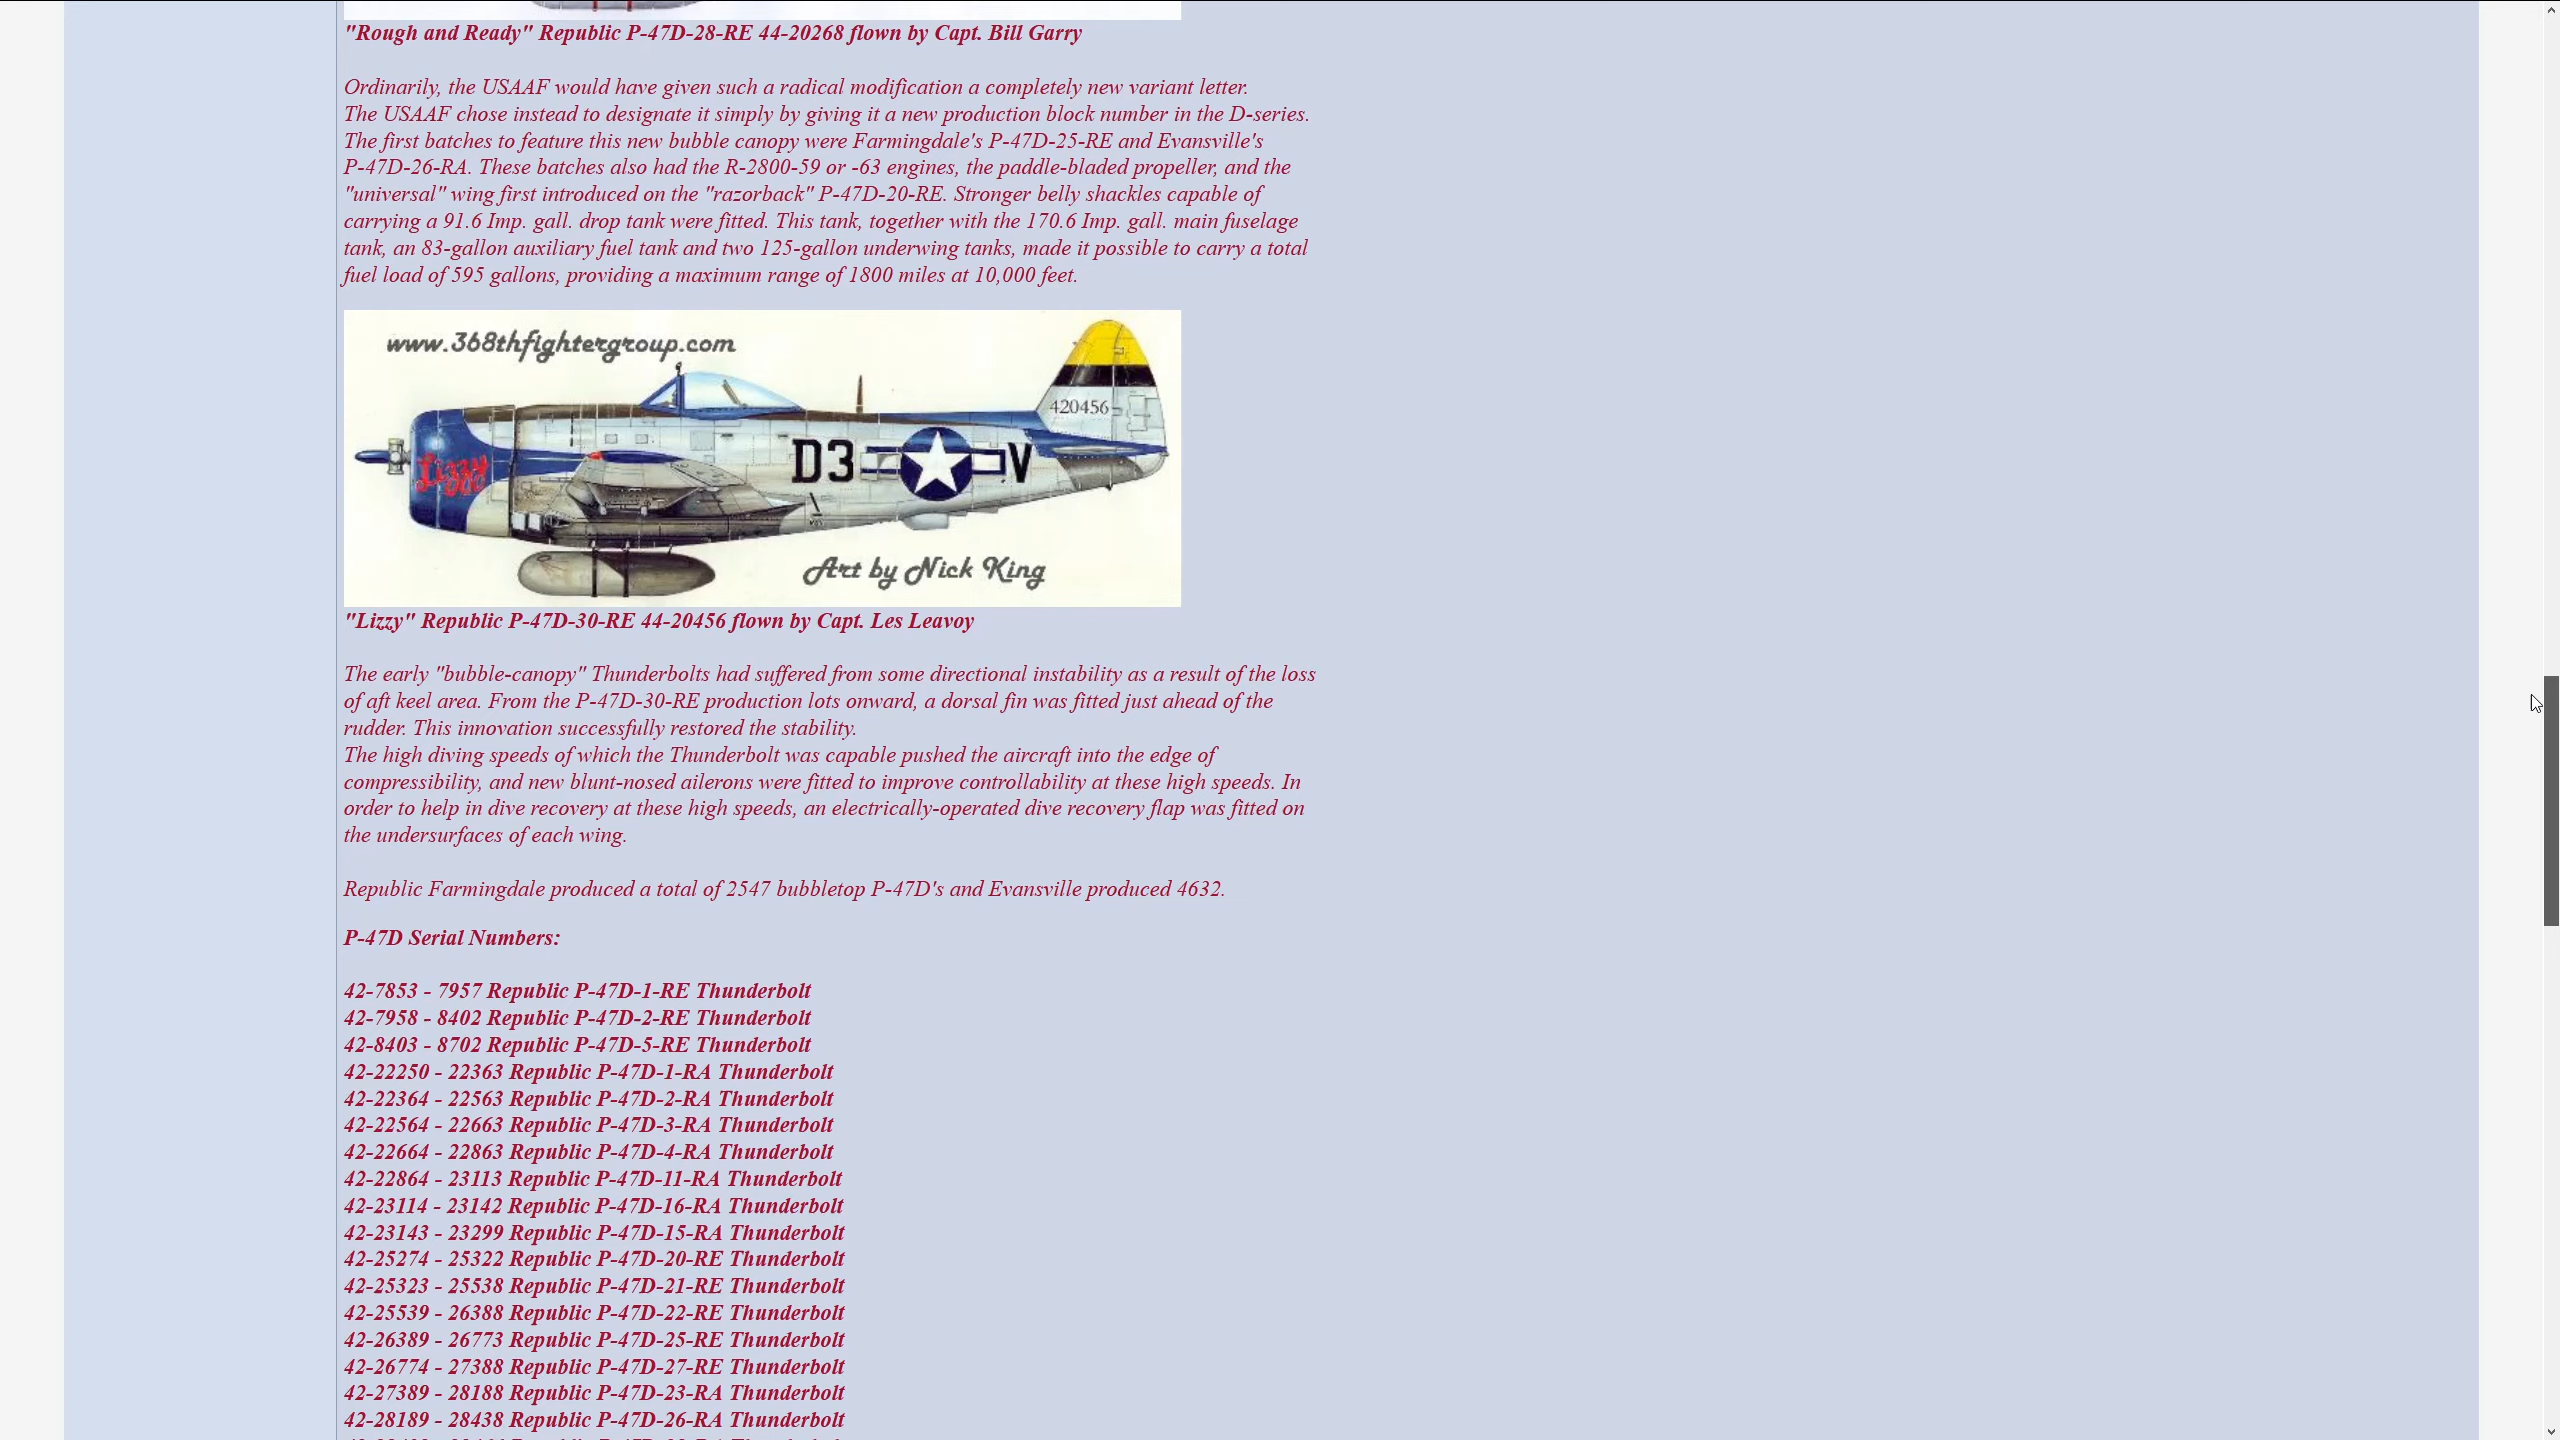 "Rough and Ready" Republic P-47D-28-RE 44-20268 flown by Capt. Bill Garry
Ordinarily, the USAAF would have given such a radical modification a completely new variant letter.
The USAAF chose instead to designate it simply by giving it a new production block number in the D-series.
The first batches to feature this new bubble canopy were Farmingdale's P-47D-25-RE and Evansville's
P-47D-26-RA. These batches also had the R-2800-59 or -63 engines, the paddle-bladed propeller, and the
"universal" wing first introduced on the "razorback" P-47D-20-RE. Stronger belly shackles capable of
carrying a 91.6 Imp. gall. drop tank were fitted. This tank, together with the 170.6 Imp. gall. main fuselage
tank, an 83-gallon auxiliary fuel tank and two 125-gallon underwing tanks, made it possible to carry a total
fuel load of 595 gallons, providing a maximum range of 1800 miles at 10,000 feet.
www.368thfightergroup.com
420456
D3 V
Lizzy
Art by Nick King
"Lizzy" Republic P-47D-30-RE 44-20456 flown by Capt. Les Leavoy
The early "bubble-canopy" Thunderbolts had suffered from some directional instability as a result of the loss
of aft keel area. From the P-47D-30-RE production lots onward, a dorsal fin was fitted just ahead of the
rudder. This innovation successfully restored the stability.
The high diving speeds of which the Thunderbolt was capable pushed the aircraft into the edge of
compressibility, and new blunt-nosed ailerons were fitted to improve controllability at these high speeds. In
order to help in dive recovery at these high speeds, an electrically-operated dive recovery flap was fitted on
the undersurfaces of each wing.
Republic Farmingdale produced a total of 2547 bubbletop P-47D's and Evansville produced 4632.
P-47D Serial Numbers:
42-7853 - 7957 Republic P-47D-1-RE Thunderbolt
42-7958 - 8402 Republic P-47D-2-RE Thunderbolt
42-8403 - 8702 Republic P-47D-5-RE Thunderbolt
42-22250 - 22363 Republic P-47D-1-RA Thunderbolt
42-22364 - 22563 Republic P-47D-2-RA Thunderbolt
42-22564 - 22663 Republic P-47D-3-RA Thunderbolt
42-22664 - 22863 Republic P-47D-4-RA Thunderbolt
42-22864 - 23113 Republic P-47D-11-RA Thunderbolt
42-23114 - 23142 Republic P-47D-16-RA Thunderbolt
42-23143 - 23299 Republic P-47D-15-RA Thunderbolt
42-25274 - 25322 Republic P-47D-20-RE Thunderbolt
42-25323 - 25538 Republic P-47D-21-RE Thunderbolt
42-25539 - 26388 Republic P-47D-22-RE Thunderbolt
42-26389 - 26773 Republic P-47D-25-RE Thunderbolt
42-26774 - 27388 Republic P-47D-27-RE Thunderbolt
42-27389 - 28188 Republic P-47D-23-RA Thunderbolt
42-28189 - 28438 Republic P-47D-26-RA Thunderbolt